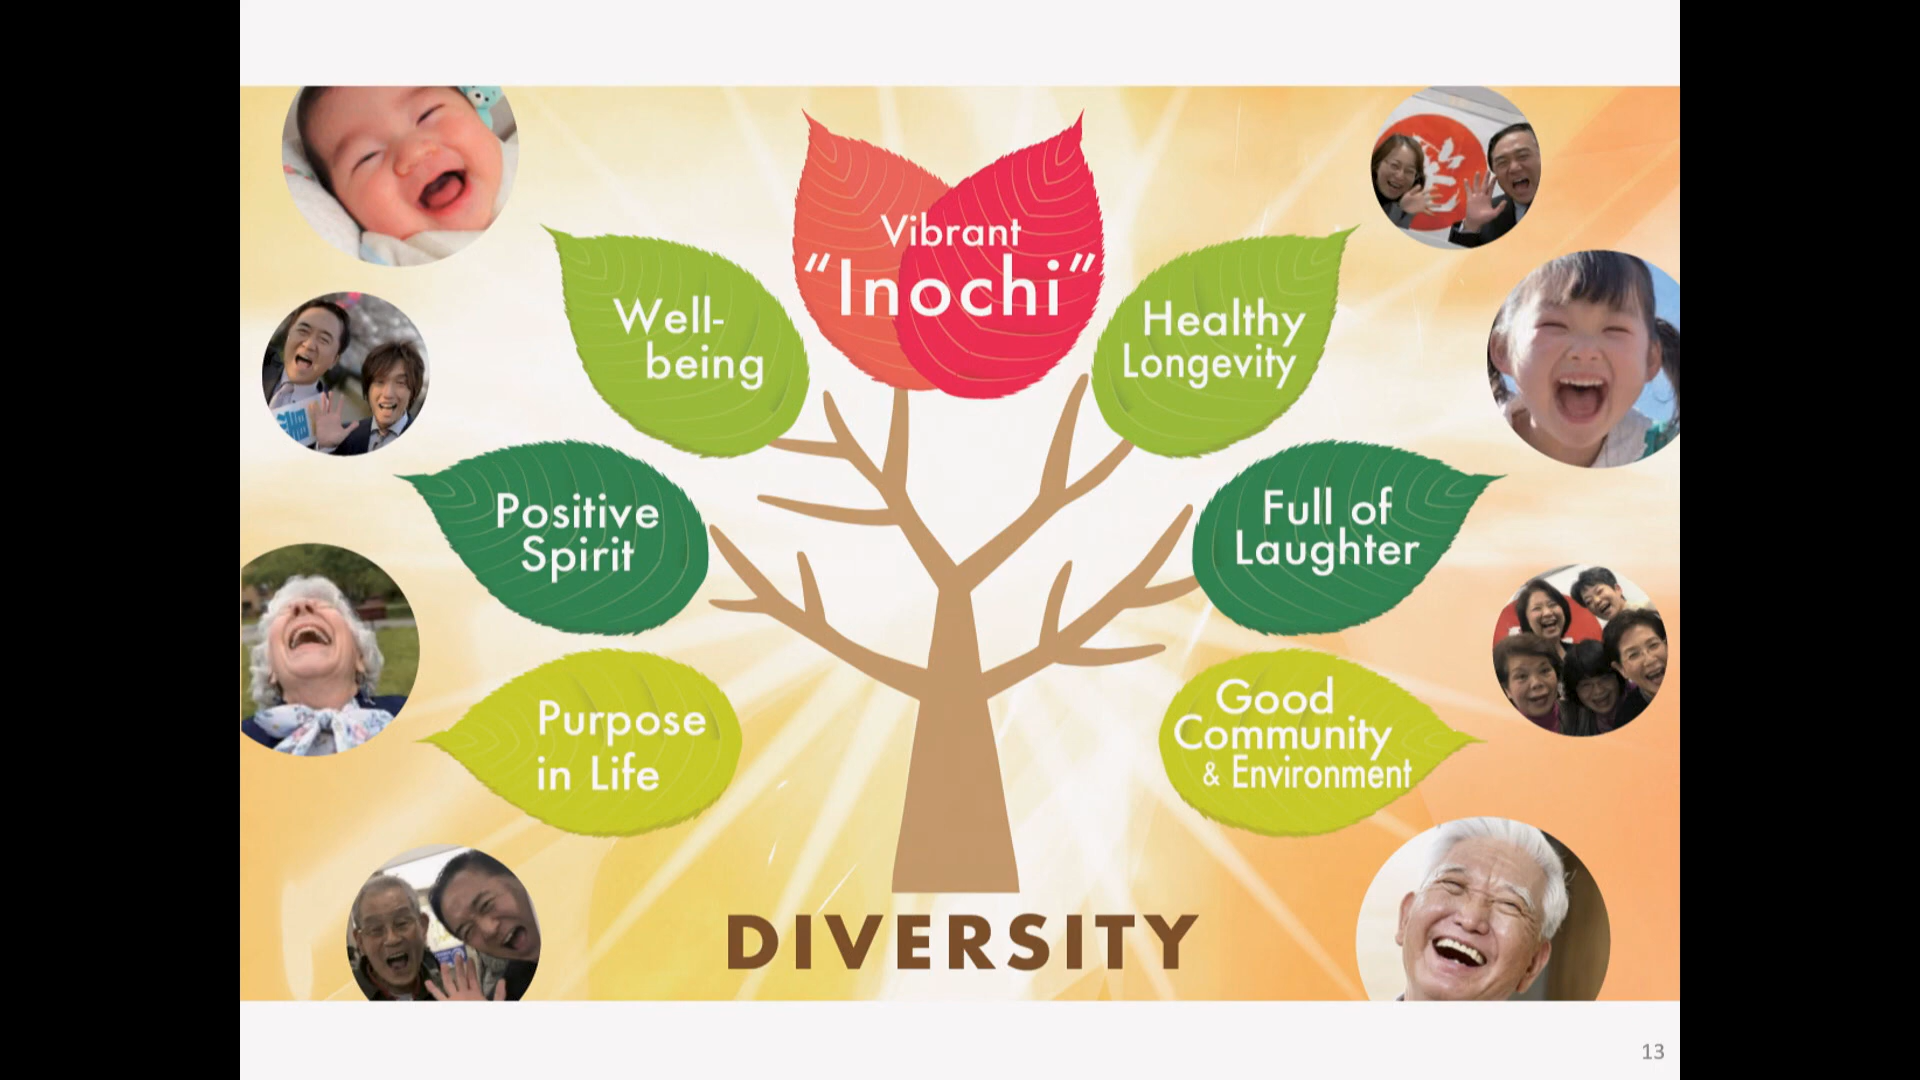 Vibrant
“Inochi”
Well-
being
Healthy
Longevity
Positive
Spirit
Full of
Laughter
Purpose
in Life
Good
Community
& Environment
DIVERSITY
13